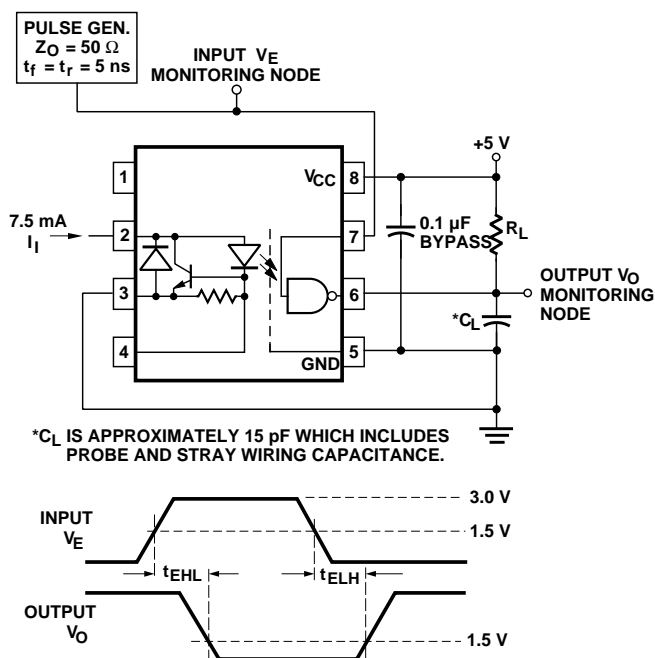 PULSE GEN.
ZO = 50 Ω
tf = tr = 5 ns
INPUT VE
MONITORING NODE
+5 V
1
VCC
8
7.5 mA
II
2
0.1 µF
BYPASS
RL
7
3
6
OUTPUT VO
MONITORING
NODE
*CL
4
GND
5
*CL IS APPROXIMATELY 15 pF WHICH INCLUDES
PROBE AND STRAY WIRING CAPACITANCE.
INPUT
VE
3.0 V
1.5 V
tEHL
tELH
OUTPUT
VO
1.5 V